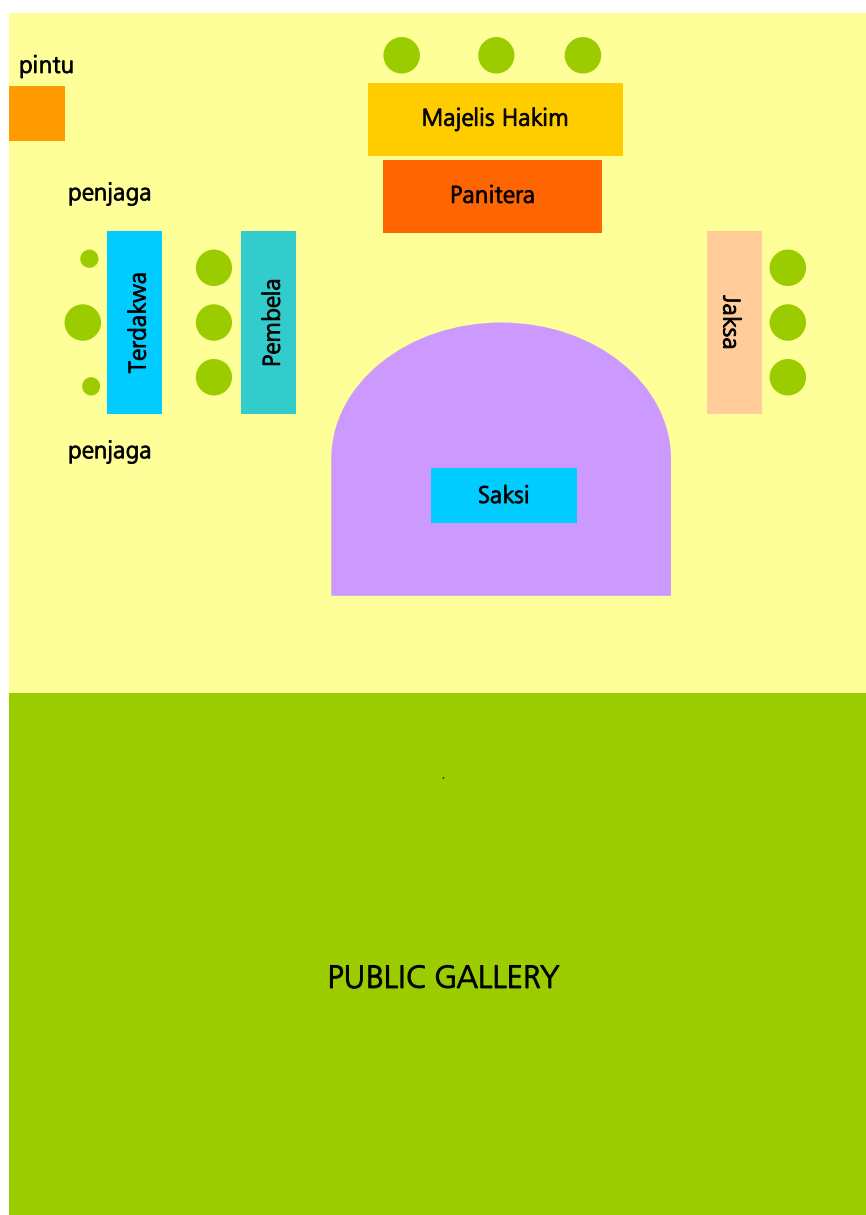 pintu
Majelis Hakim
Panitera
penjaga
Terdakwa
Pembela
Jaksa
penjaga
Saksi
PUBLIC GALLERY